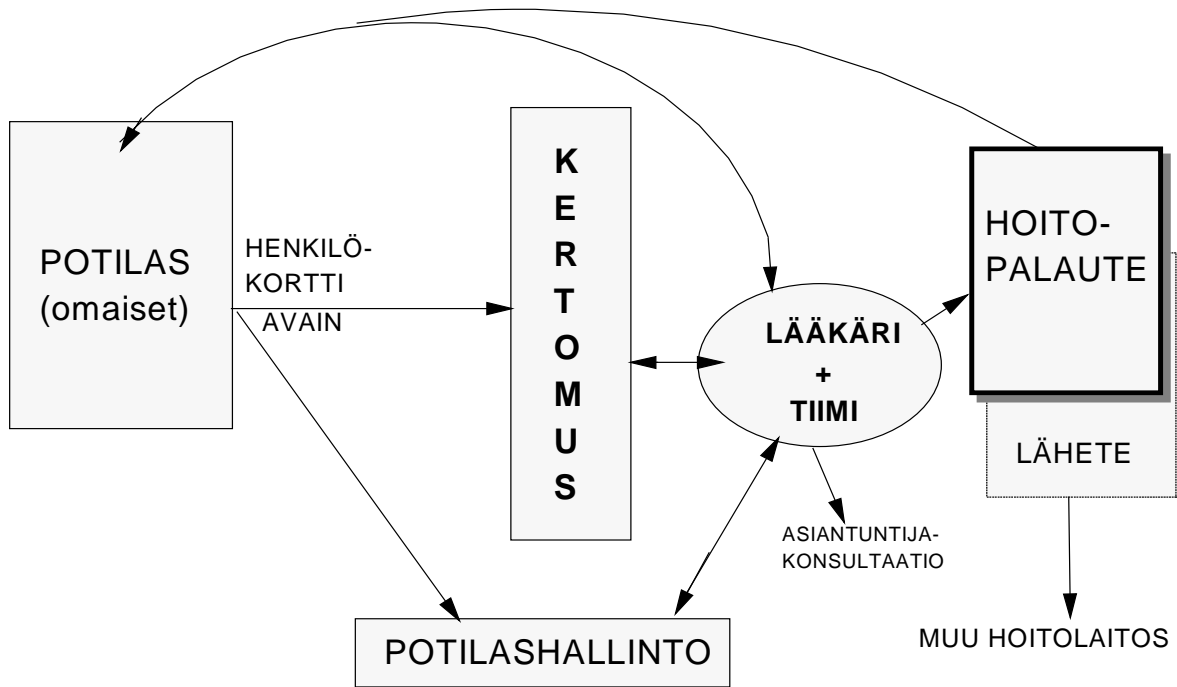 POTILAS
(omaiset)
HENKILÖ-
KORTTI
AVAIN
K
E
R
T
O
M
U
S
LÄÄKÄRI
+
TIIMI
HOITO-
PALAUTE
LÄHETE
ASIANTUNTIJA-
KONSULTAATIO
MUU HOITOLAITOS
POTILASHALLINTO